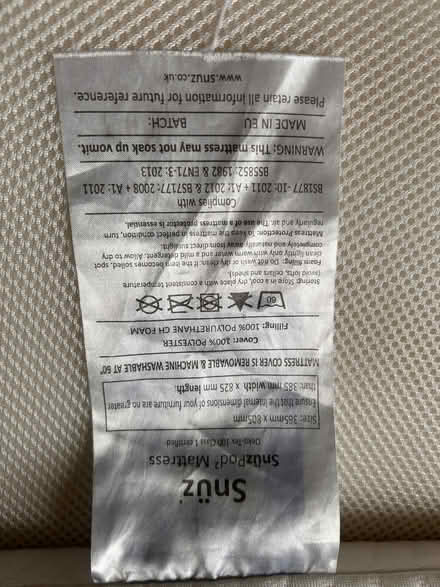 Snüz
SnüzPod³ Mattress
Oeko-Tex 100 Class 1 certified
Size: 365mm x 805mm
Ensure that the internal dimensions of your furniture are no greater
than: 385 mm width x 825 mm length.
MATTRESS COVER IS REMOVABLE & MACHINE WASHABLE AT 60°
Cover: 100% POLYESTER
Filling: 100% POLYURETHANE CH FOAM
60
Storing: Store in a cool, dry place with a consistent temperature
(avoid, lofts, cellars and sheds).
Foam filling: Do not wash or dry clean. If the item becomes spoiled, spot
clean lightly only with warm water and a mild detergent. Allow to dry
completely and naturally away from direct sunlight.
Mattress Protection: To keep the mattress in perfect condition, turn
regularly and air. The use of a mattress protector is essential.
Complies with
BS1877 -10: 2011 + A1: 2012 & BS7177: 2008 + A1: 2011
BS5852: 1982 & EN71-3: 2013
WARNING: This mattress may not soak up vomit.
MADE IN EU BATCH:
Please retain all information for future reference.
www.snuz.co.uk